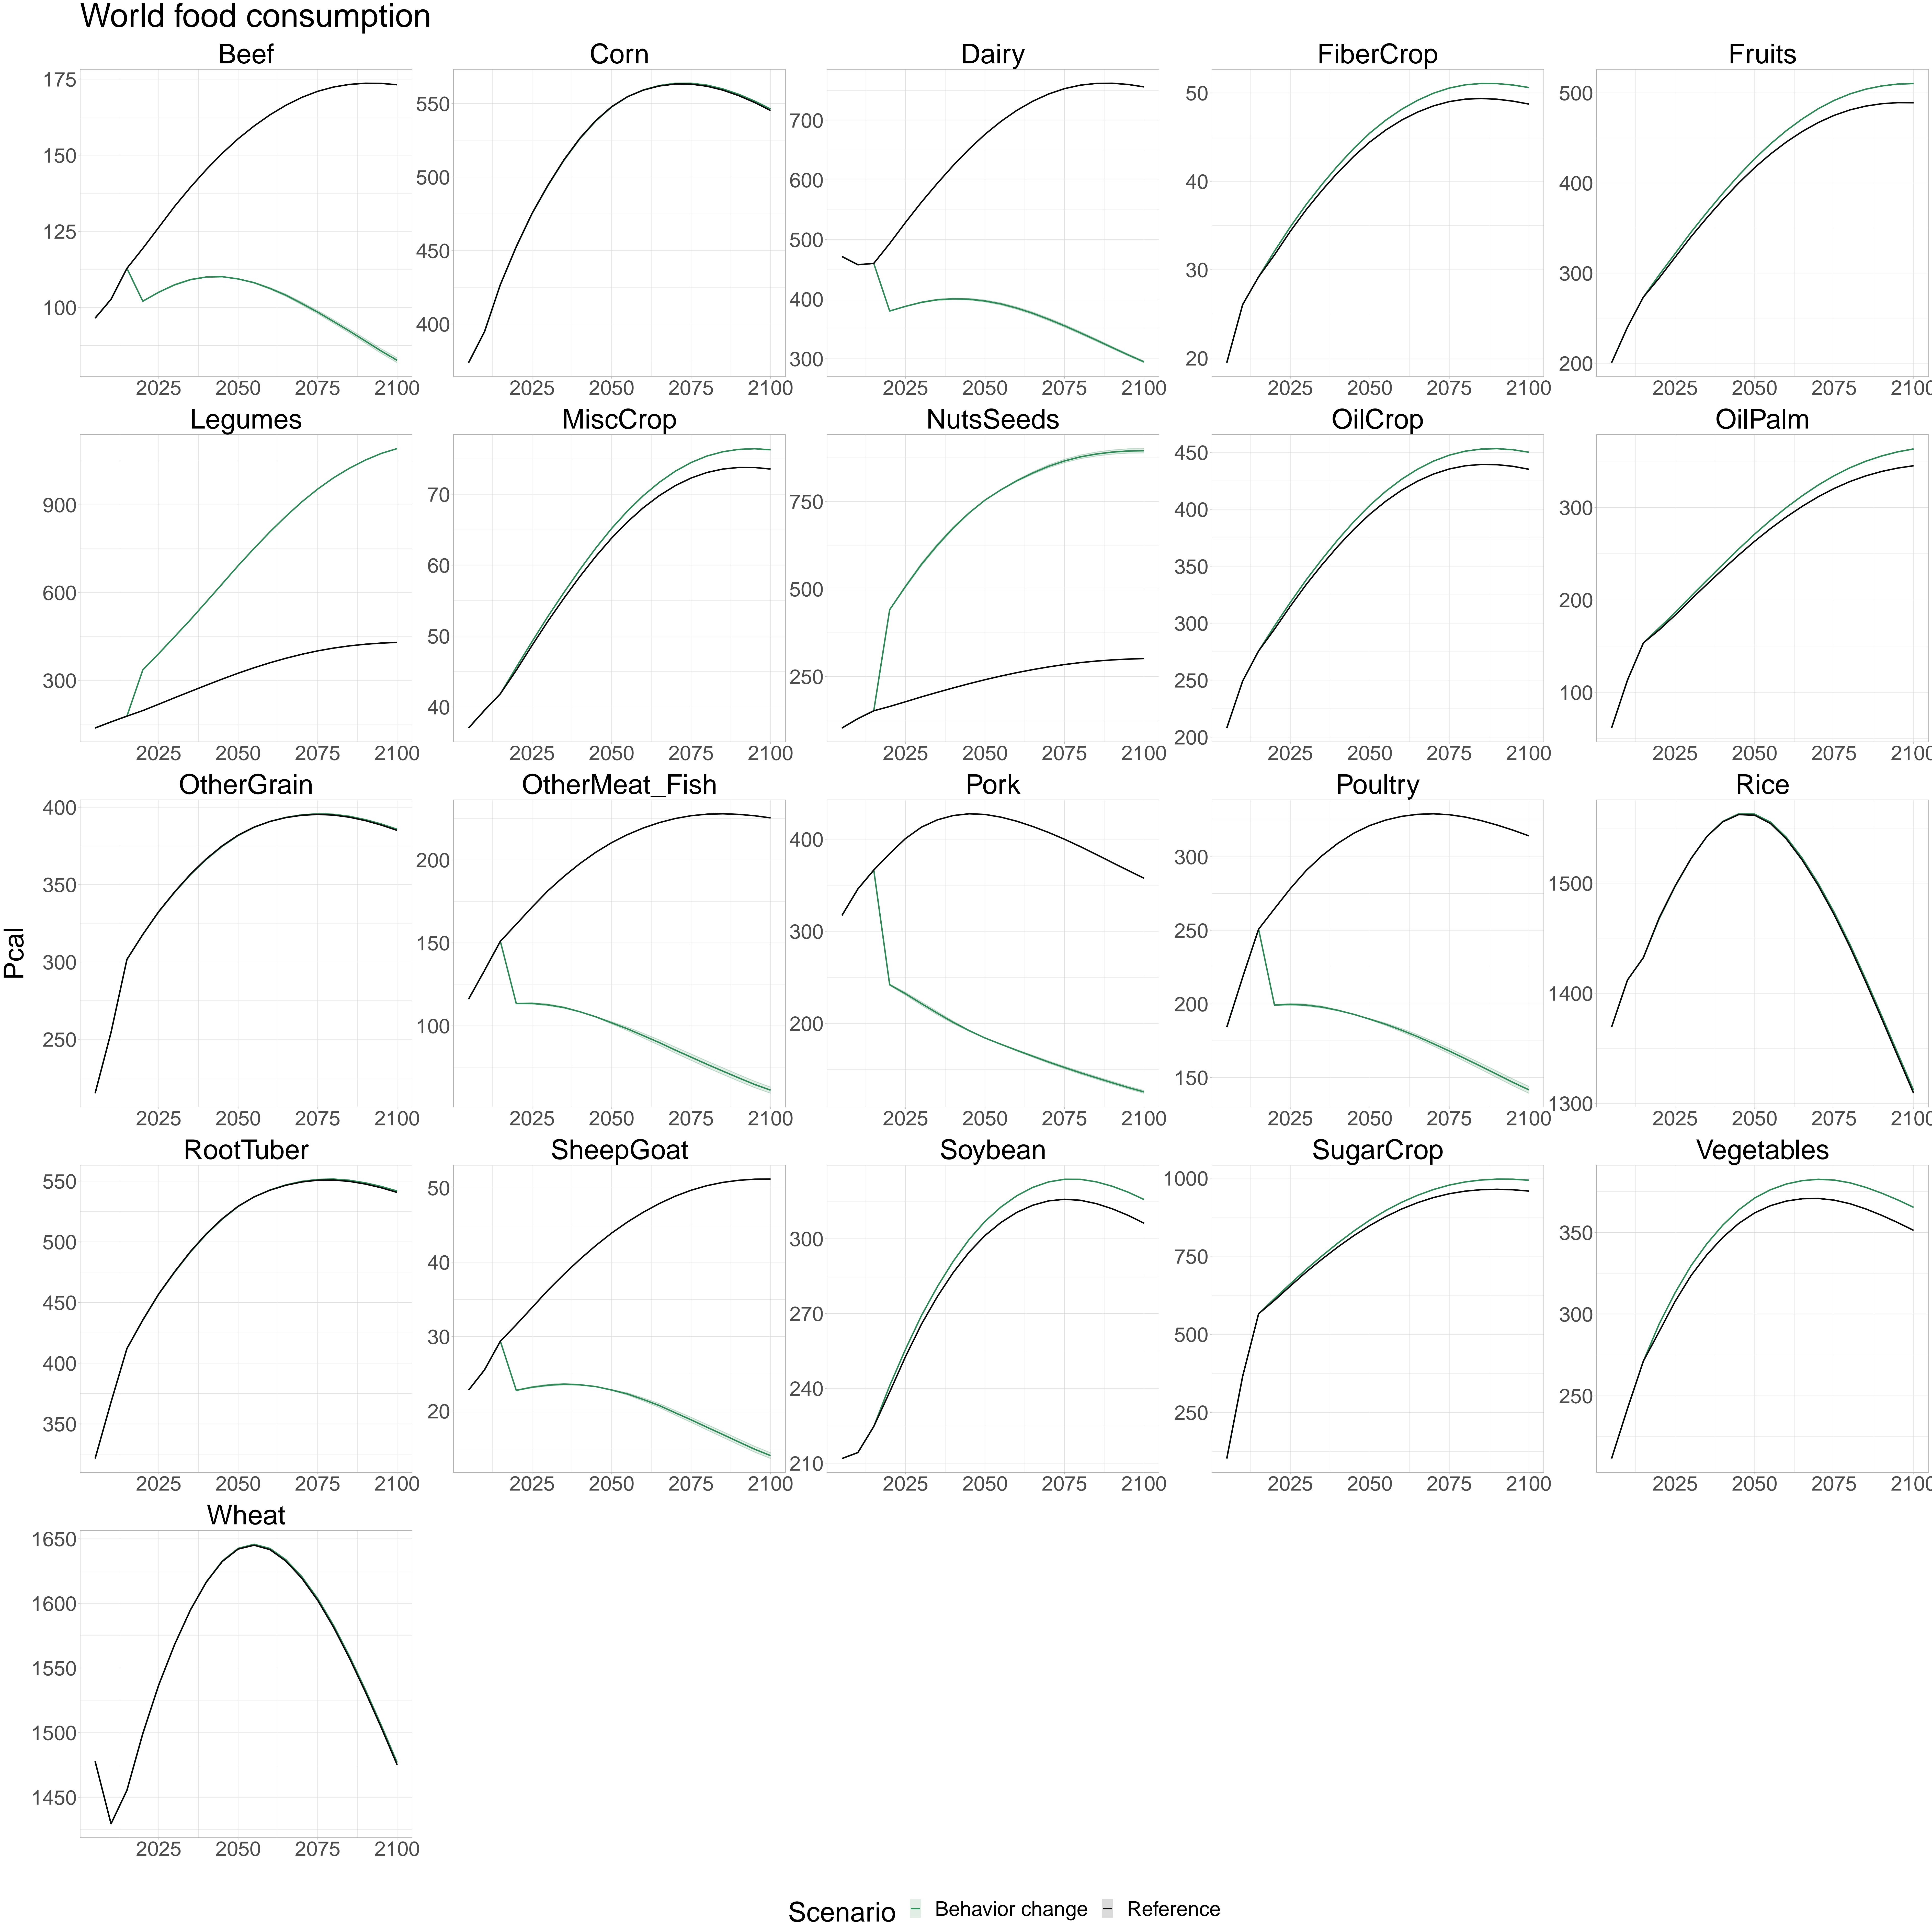 World food consumption
Beef
Corn
Dairy
FiberCrop
Fruits
175
150
125
100
2025 2050 2075 2100
550
500
450
400
2025 2050 2075 2100
700
600
500
400
300
2025 2050 2075 2100
50
40
30
20
2025 2050 2075 2100
500
400
300
200
2025 2050 2075 2100
Legumes
MiscCrop
NutsSeeds
OilCrop
OilPalm
900
600
300
2025 2050 2075 2100
70
60
50
40
2025 2050 2075 2100
750
500
250
2025 2050 2075 2100
450
400
350
300
250
200
2025 2050 2075 2100
300
200
100
2025 2050 2075 2100
OtherGrain
OtherMeat_Fish
Pork
Poultry
Rice
Pcal
400
350
300
250
2025 2050 2075 2100
200
150
100
2025 2050 2075 2100
400
300
200
2025 2050 2075 2100
300
250
200
150
2025 2050 2075 2100
1500
1400
1300
2025 2050 2075 2100
RootTuber
SheepGoat
Soybean
SugarCrop
Vegetables
550
500
450
400
350
2025 2050 2075 2100
50
40
30
20
2025 2050 2075 2100
300
270
240
210
2025 2050 2075 2100
1000
750
500
250
2025 2050 2075 2100
350
300
250
2025 2050 2075 2100
Wheat
1650
1600
1550
1500
1450
2025 2050 2075 2100
Scenario Behavior change Reference